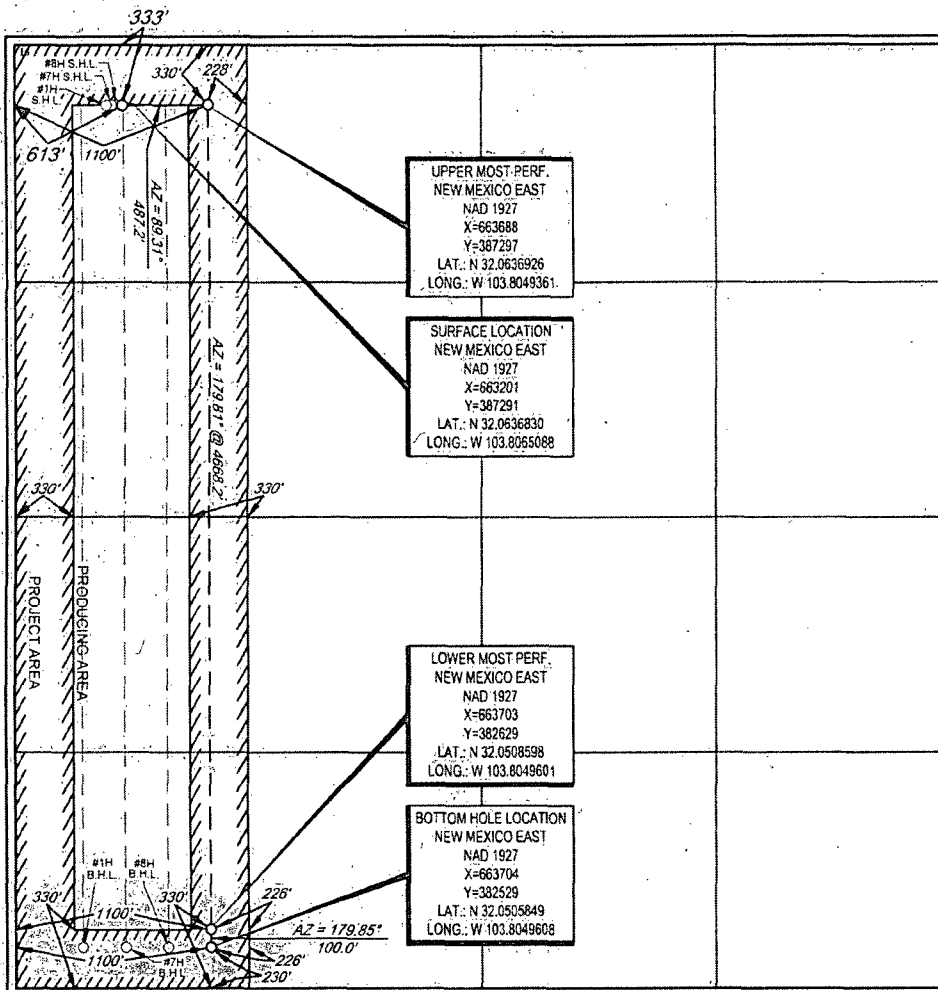 333'
#8H S.H.L.
#7H S.H.L.
#1H
S.H.L.
330'
228'
613'
1100'
AZ = 89.31°
487.2'
UPPER MOST PERF.
NEW MEXICO EAST
NAD 1927
X=663688
Y=387297
LAT.: N 32.0636926
LONG.: W 103.8049361
SURFACE LOCATION
NEW MEXICO EAST
NAD 1927
X=663201
Y=387291
LAT.: N 32.0636830
LONG.: W 103.8065088
AZ = 179.81° @ 4668.2'
330'
330'
PROJECT AREA
PRODUCING AREA
LOWER MOST PERF.
NEW MEXICO EAST
NAD 1927
X=663703
Y=382629
LAT.: N 32.0508598
LONG.: W 103.8049601
BOTTOM HOLE LOCATION
NEW MEXICO EAST
NAD 1927
X=663704
Y=382529
LAT.: N 32.0505849
LONG.: W 103.8049608
#1H
B.H.L.
#8H
B.H.L.
330'
1100'
330'
226'
AZ = 179.85°
100.0'
1100'
#7H
B.H.L.
226'
230'